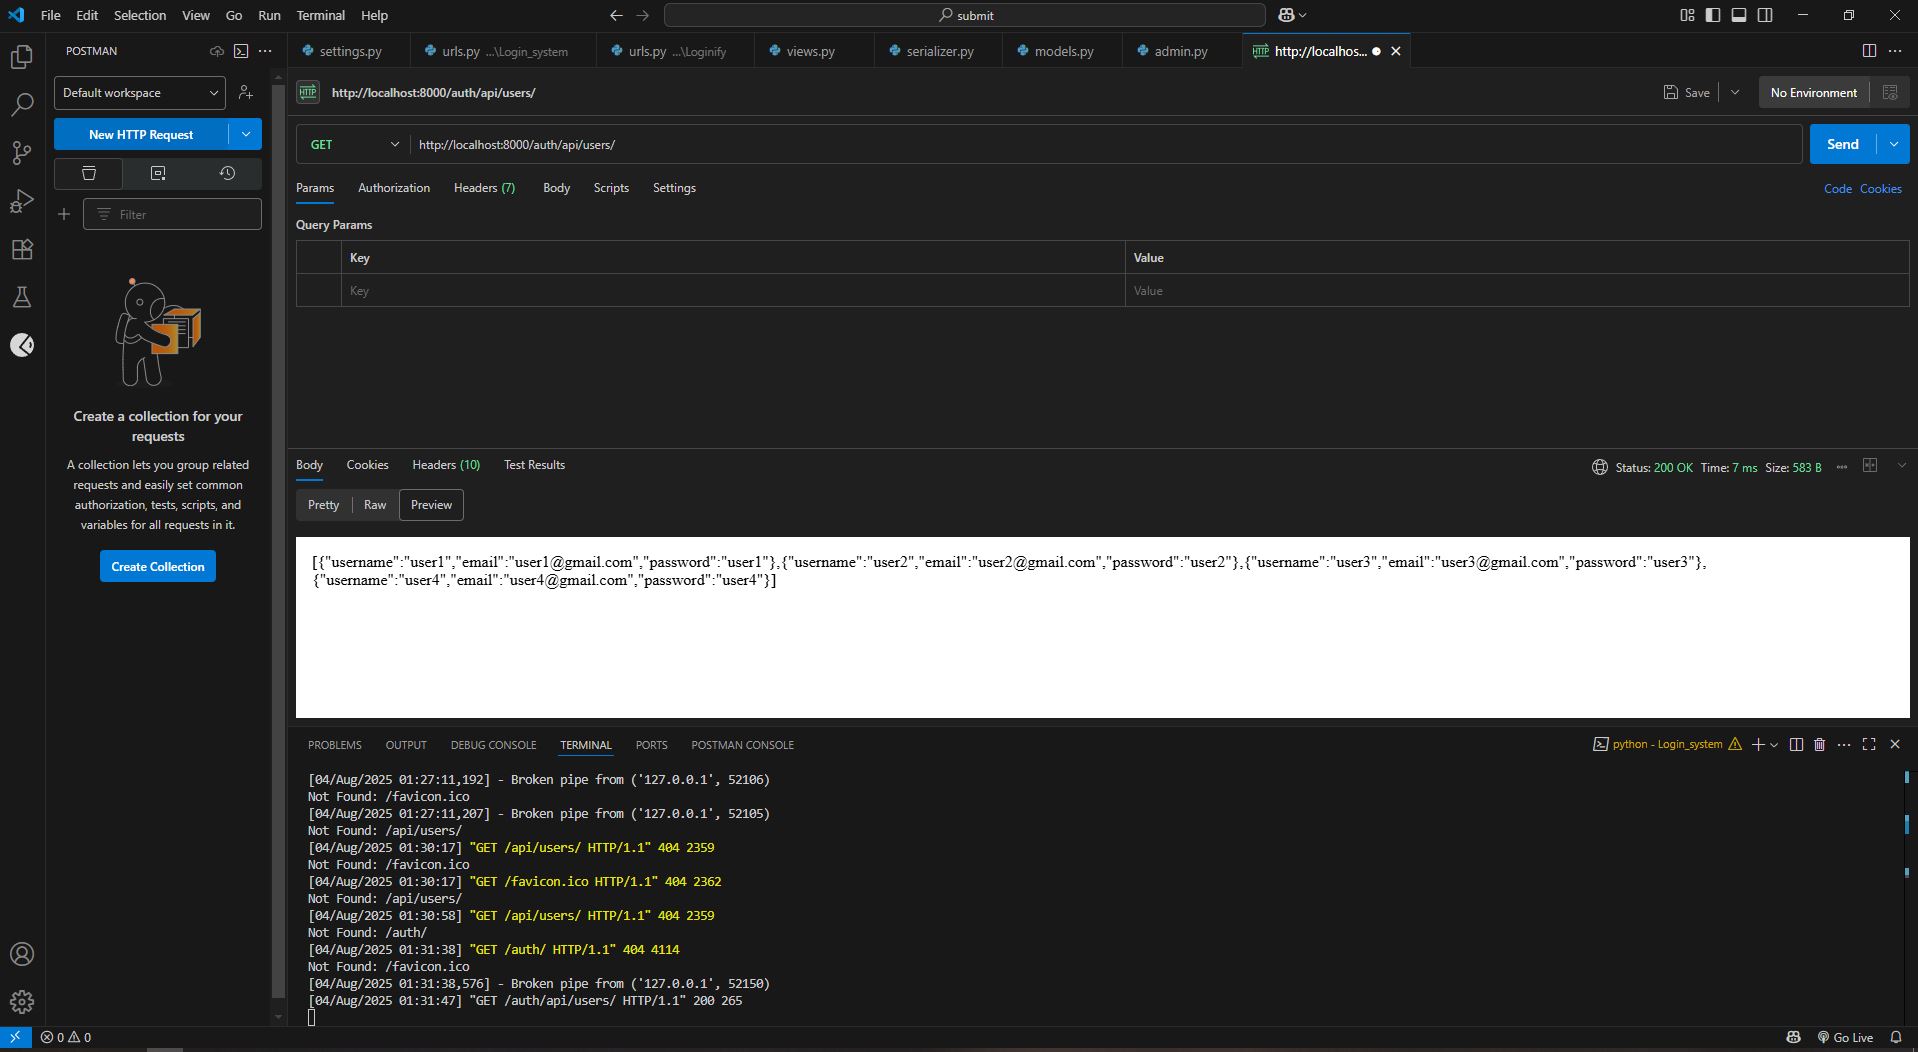 File Edit Selection View Go Run Terminal Help
submit
POSTMAN
settings.py urls.py ...\Login_system urls.py ...\Loginify views.py serializer.py models.py admin.py http://localhos...
Default workspace
HTTP http://localhost:8000/auth/api/users/
Save
No Environment
New HTTP Request
GET http://localhost:8000/auth/api/users/
Send
Params Authorization Headers (7) Body Scripts Settings
Code Cookies
Filter
Query Params
Key Value
Key Value
Create a collection for your
requests
A collection lets you group related
requests and easily set common
authorization, tests, scripts, and
variables for all requests in it.
Create Collection
Body Cookies Headers (10) Test Results
Status: 200 OK Time: 7 ms Size: 583 B
Pretty Raw Preview
[{"username":"user1","email":"user1@gmail.com","password":"user1"},{"username":"user2","email":"user2@gmail.com","password":"user2"},{"username":"user3","email":"user3@gmail.com","password":"user3"},
{"username":"user4","email":"user4@gmail.com","password":"user4"}]
PROBLEMS OUTPUT DEBUG CONSOLE TERMINAL PORTS POSTMAN CONSOLE
python - Login_system
[04/Aug/2025 01:27:11,192] - Broken pipe from ('127.0.0.1', 52106)
Not Found: /favicon.ico
[04/Aug/2025 01:27:11,207] - Broken pipe from ('127.0.0.1', 52105)
Not Found: /api/users/
[04/Aug/2025 01:30:17] "GET /api/users/ HTTP/1.1" 404 2359
Not Found: /favicon.ico
[04/Aug/2025 01:30:17] "GET /favicon.ico HTTP/1.1" 404 2362
Not Found: /api/users/
[04/Aug/2025 01:30:58] "GET /api/users/ HTTP/1.1" 404 2359
Not Found: /auth/
[04/Aug/2025 01:31:38] "GET /auth/ HTTP/1.1" 404 4114
Not Found: /favicon.ico
[04/Aug/2025 01:31:38,576] - Broken pipe from ('127.0.0.1', 52150)
[04/Aug/2025 01:31:47] "GET /auth/api/users/ HTTP/1.1" 200 265
0 0
Go Live